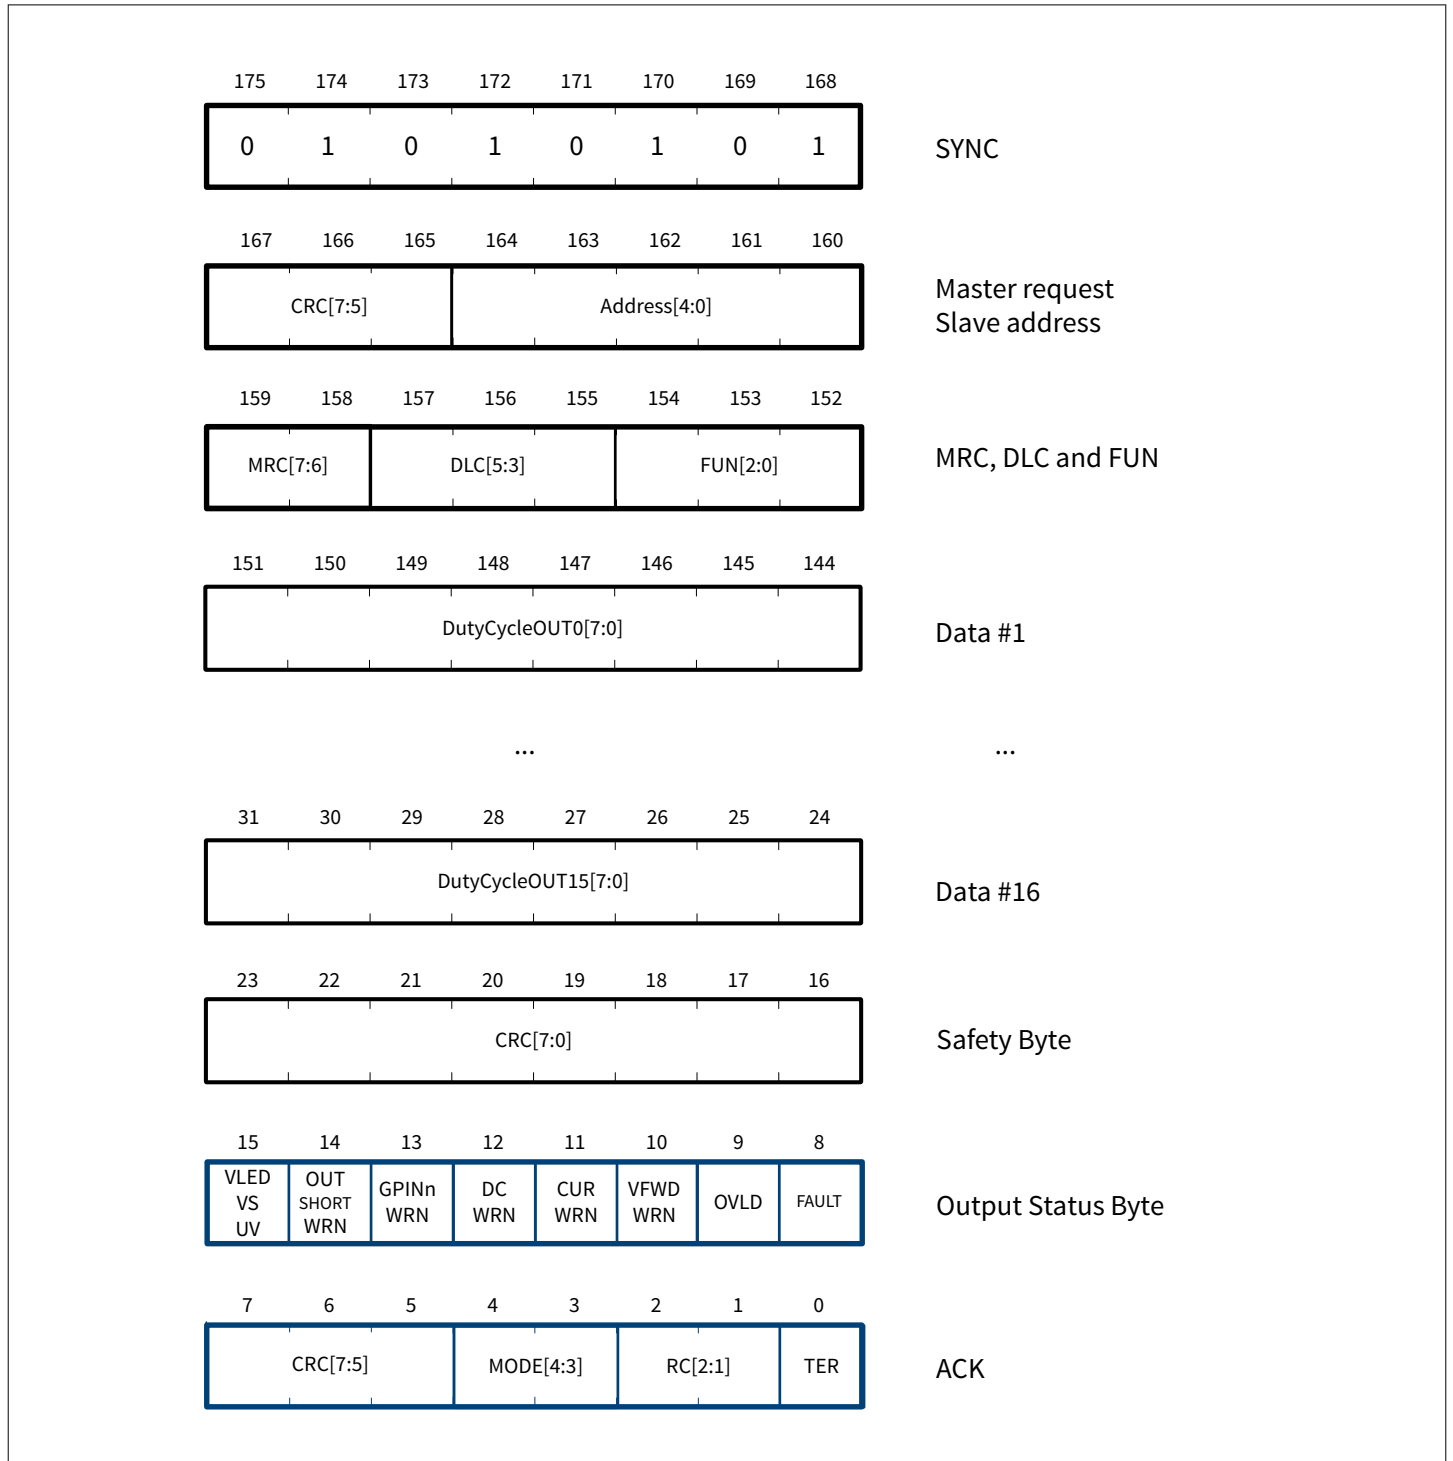 175 174 173 172 171 170 169 168
0 1 0 1 0 1 0 1
SYNC
167 166 165 164 163 162 161 160
CRC[7:5] Address[4:0]
Master request
Slave address
159 158 157 156 155 154 153 152
MRC[7:6] DLC[5:3] FUN[2:0]
MRC, DLC and FUN
151 150 149 148 147 146 145 144
DutyCycleOUT0[7:0]
Data #1
... ...
31 30 29 28 27 26 25 24
DutyCycleOUT15[7:0]
Data #16
23 22 21 20 19 18 17 16
CRC[7:0]
Safety Byte
15 14 13 12 11 10 9 8
VLED
VS
UV
OUT
SHORT
WRN
GPINn
WRN
DC
WRN
CUR
WRN
VFWD
WRN
OVLD
FAULT
Output Status Byte
7 6 5 4 3 2 1 0
CRC[7:5] MODE[4:3] RC[2:1] TER
ACK